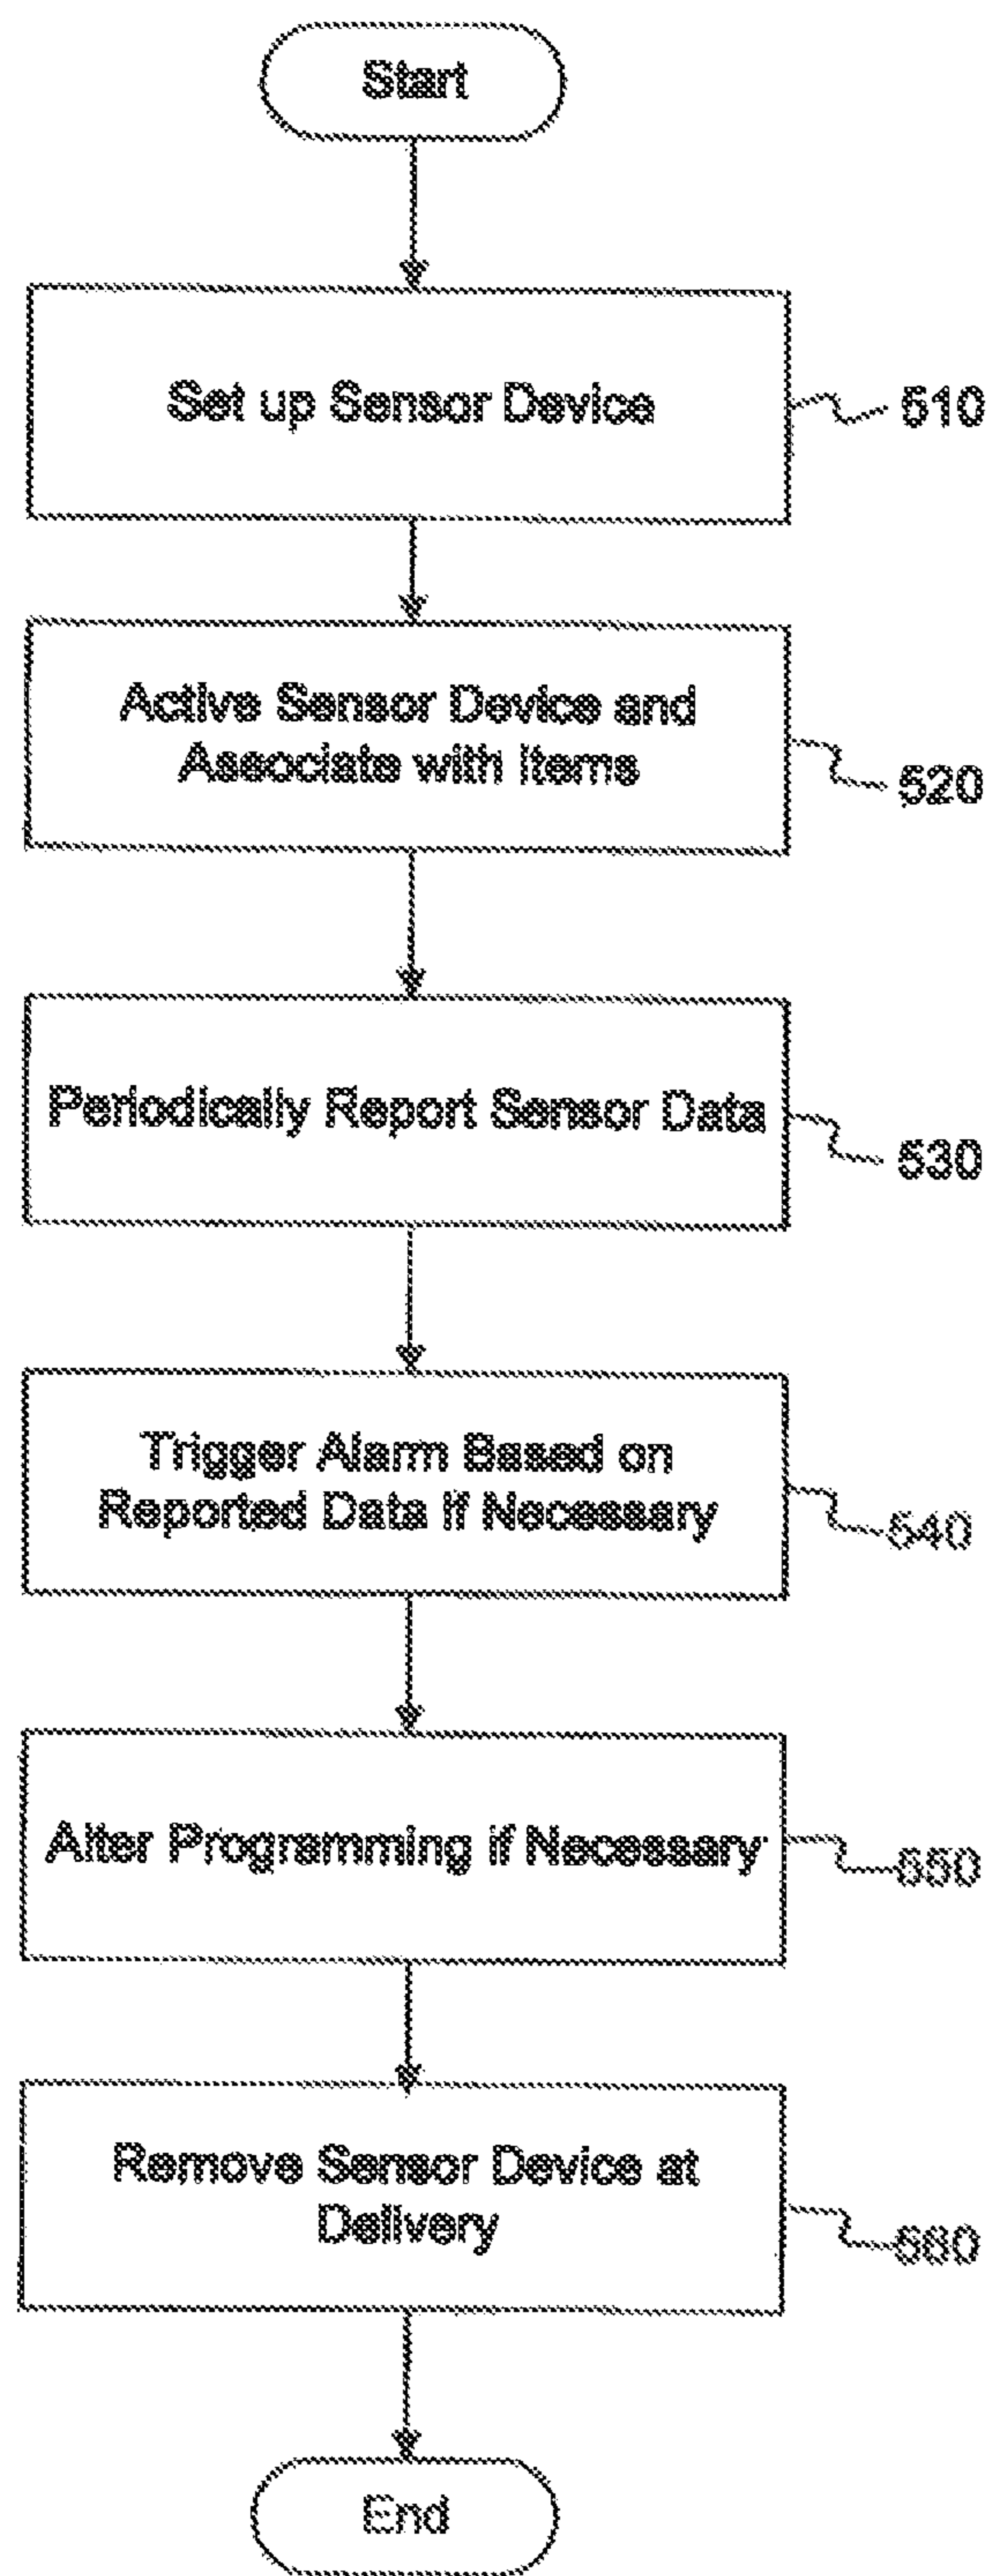 Start
Set up Sensor Device
510
Active Sensor Device and
Associate with Items
520
Periodically Report Sensor Data
530
Trigger Alarm Based on
Reported Data if Necessary
540
Alter Programming if Necessary
550
Remove Sensor Device at
Delivery
560
End